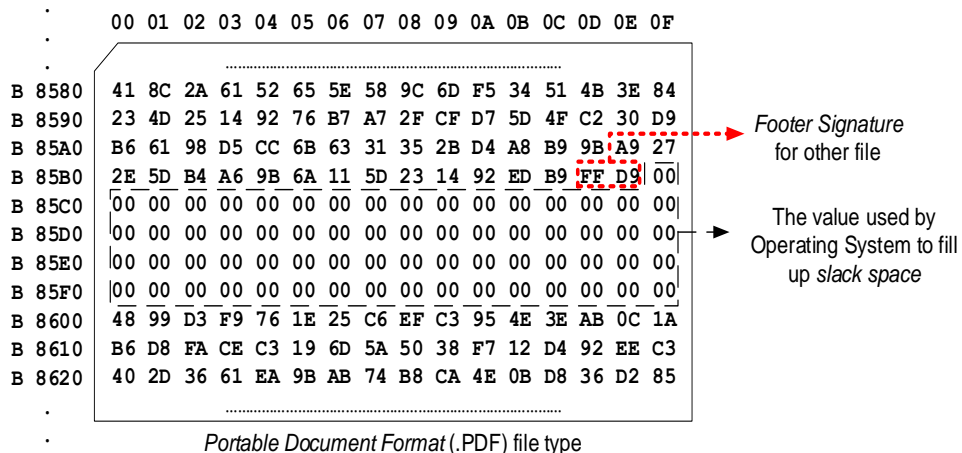 00 01 02 03 04 05 06 07 08 09 0A 0B 0C 0D 0E 0F
B 8580 41 8C 2A 61 52 65 5E 58 9C 6D F5 34 51 4B 3E 84
B 8590 23 4D 25 14 92 76 B7 A7 2F CF D7 5D 4F C2 30 D9
B 85A0 B6 61 98 D5 CC 6B 63 31 35 2B D4 A8 B9 9B A9 27
B 85B0 2E 5D B4 A6 9B 6A 11 5D 23 14 92 ED B9 FF D9 00
B 85C0 00 00 00 00 00 00 00 00 00 00 00 00 00 00 00 00
B 85D0 00 00 00 00 00 00 00 00 00 00 00 00 00 00 00 00
B 85E0 00 00 00 00 00 00 00 00 00 00 00 00 00 00 00 00
B 85F0 00 00 00 00 00 00 00 00 00 00 00 00 00 00 00 00
B 8600 48 99 D3 F9 76 1E 25 C6 EF C3 95 4E 3E AB 0C 1A
B 8610 B6 D8 FA CE C3 19 6D 5A 50 38 F7 12 D4 92 EE C3
B 8620 40 2D 36 61 EA 9B AB 74 B8 CA 4E 0B D8 36 D2 85
Footer Signature
for other file
The value used by
Operating System to fill
up slack space
Portable Document Format (.PDF) file type